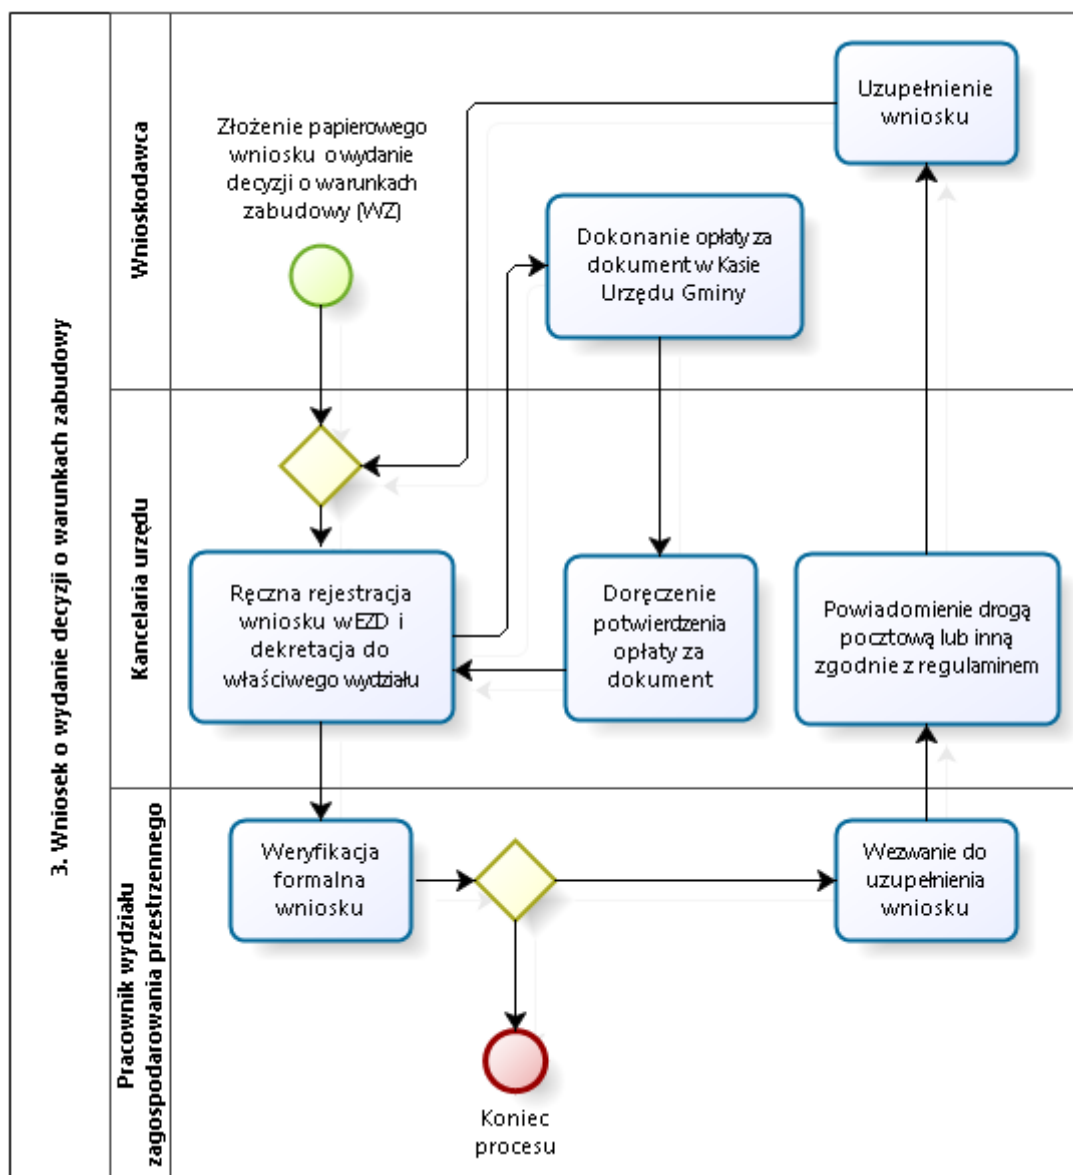 3. Wniosek o wydanie decyzji o warunkach zabudowy
Wnioskodawca
Złożenie papierowego
wniosku o wydanie
decyzji o warunkach
zabudowy (WZ)
Uzupełnienie
wniosku
Dokonanie opłaty za
dokument w Kasie
Urzędu Gminy
Kancelaria urzędu
Ręczna rejestracja
wniosku w EZD i
dekretacja do
właściwego wydziału
Doręczenie
potwierdzenia
opłaty za
dokument
Powiadomienie drogą
pocztową lub inną
zgodnie z regulaminem
Pracownik wydziału
zagospodarowania przestrzennego
Weryfikacja
formalna
wniosku
Wezwanie do
uzupełnienia
wniosku
Koniec
procesu